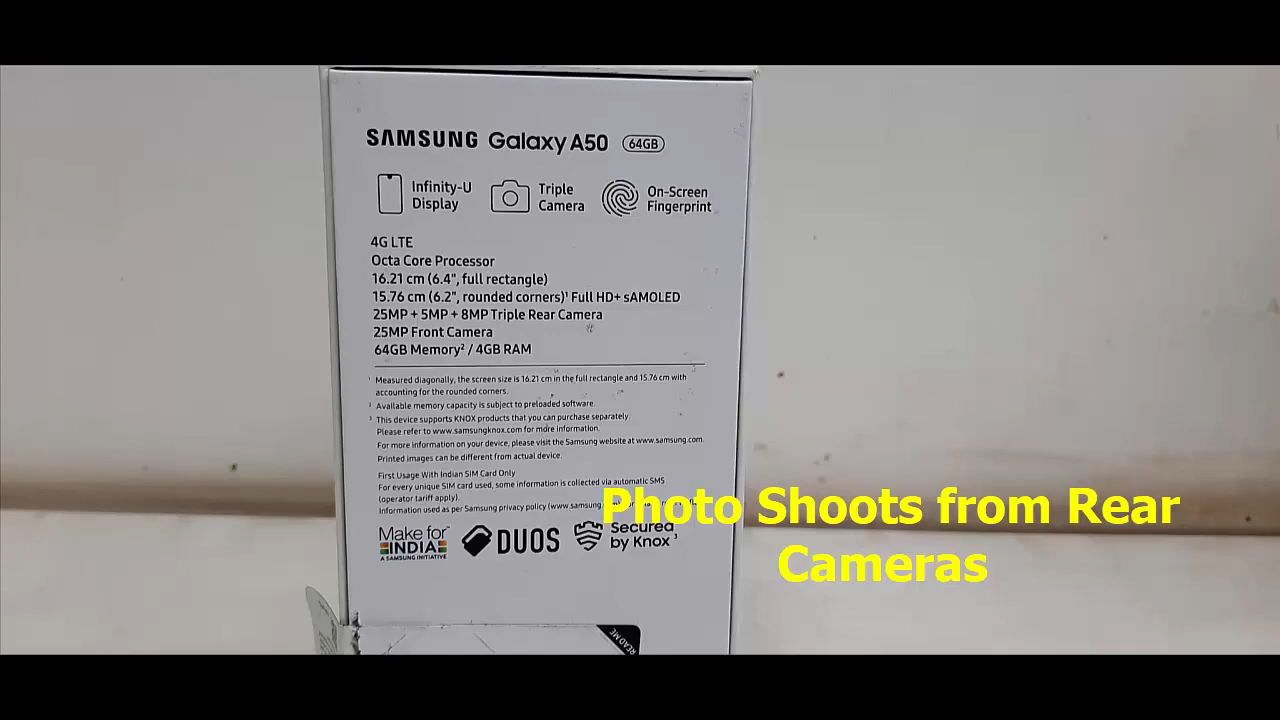 SAMSUNG Galaxy A50 64GB
Infinity-U
Display
Triple
Camera
On-Screen
Fingerprint
4G LTE
Octa Core Processor
16.21 cm (6.4", full rectangle)
15.76 cm (6.2", rounded corners)¹ Full HD+ sAMOLED
25MP + 5MP + 8MP Triple Rear Camera
25MP Front Camera
64GB Memory² / 4GB RAM
¹ Measured diagonally, the screen size is 16.21 cm in the full rectangle and 15.76 cm with
accounting for the rounded corners.
² Available memory capacity is subject to preloaded software.
³ This device supports KNOX products that you can purchase separately.
Please refer to www.samsungknox.com for more information.
For more information on your device, please visit the Samsung website at www.samsung.com.
Printed images can be different from actual device.
First Usage With Indian SIM Card Only
For every unique SIM card used, some information is collected via automatic SMS
(operator tariff apply).
Information used as per Samsung privacy policy (www.samsung
Make for
INDIA
A SAMSUNG INITIATIVE
DUOS
Secured
by Knox ³
Photo Shoots from Rear
Cameras
READ ME